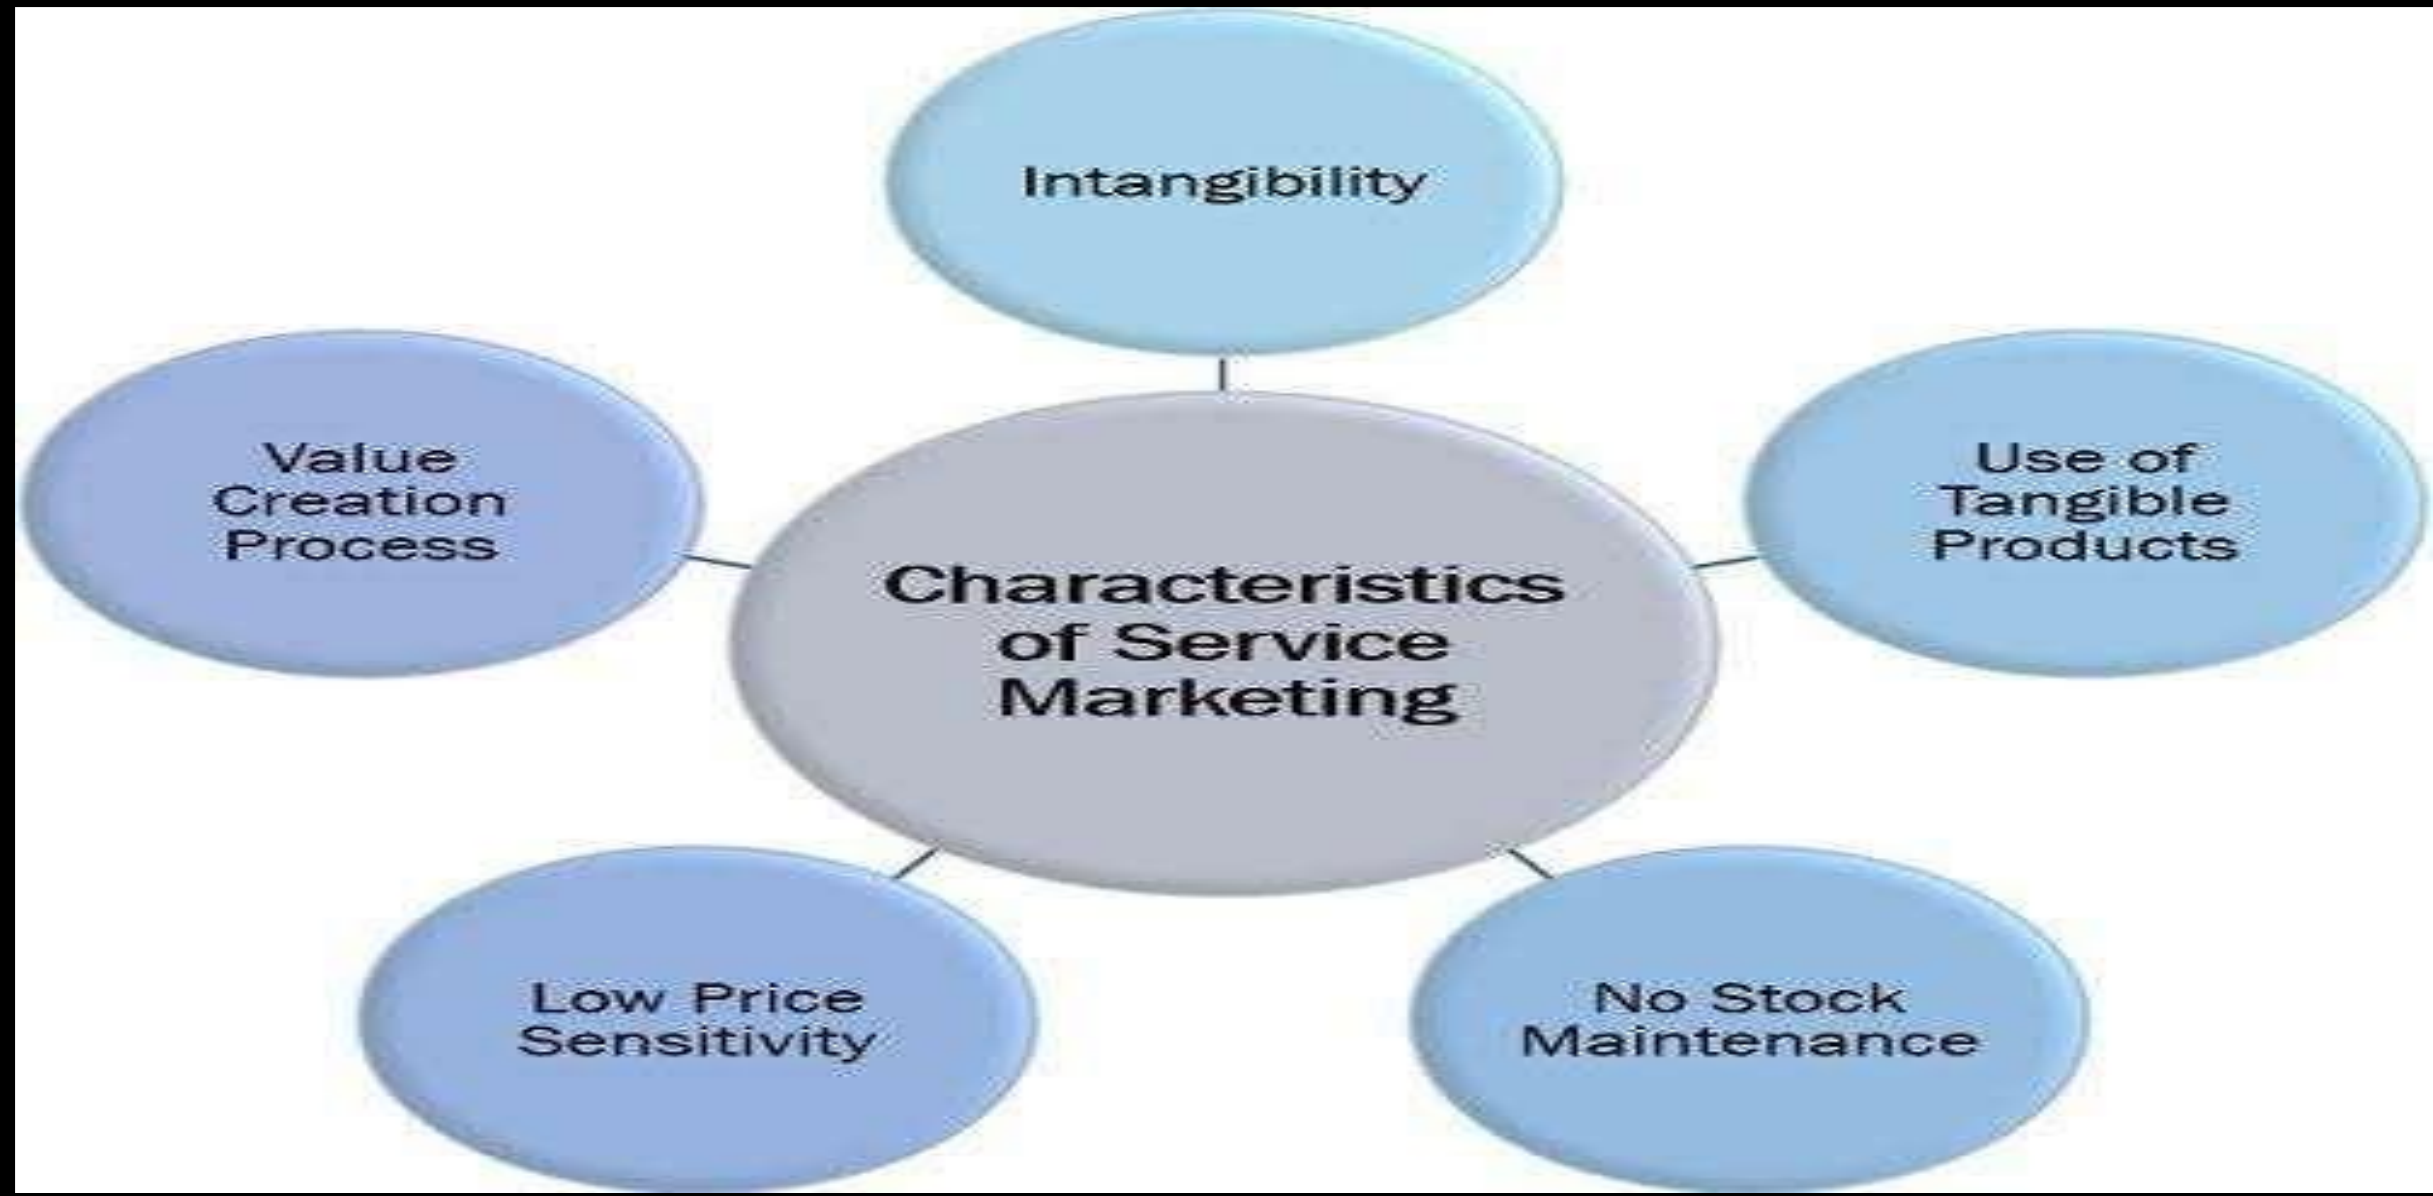 Intangibility
Use of
Tangible
Products
No Stock
Maintenance
Low Price
Sensitivity
Value
Creation
Process
Characteristics
of Service
Marketing